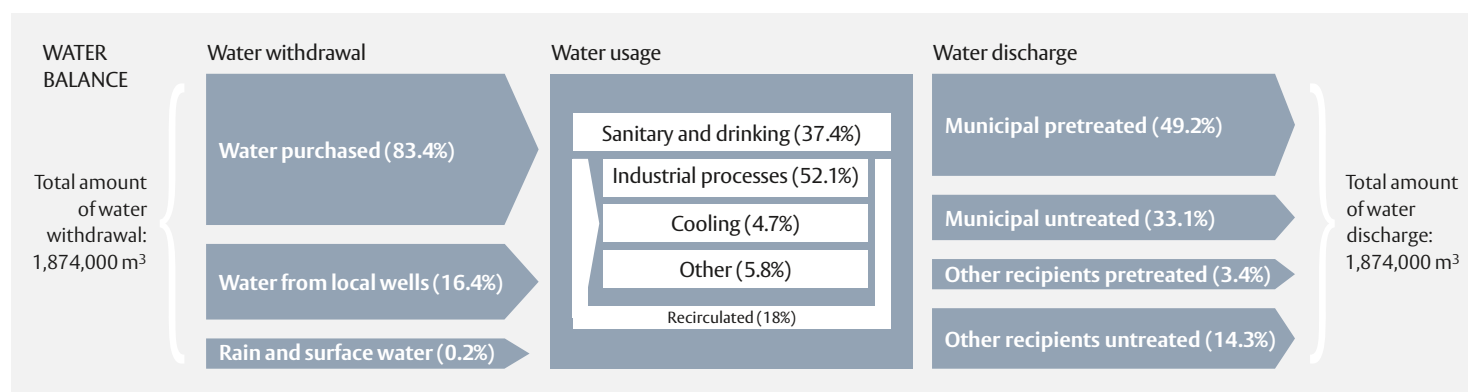 WATER
BALANCE
Total amount
of water
withdrawal:
1,874,000 m³
Water withdrawal
Water purchased (83.4%)
Water from local wells (16.4%)
Rain and surface water (0.2%)
Water usage
Sanitary and drinking (37.4%)
Industrial processes (52.1%)
Cooling (4.7%)
Other (5.8%)
Recirculated (18%)
Water discharge
Municipal pretreated (49.2%)
Municipal untreated (33.1%)
Other recipients pretreated (3.4%)
Other recipients untreated (14.3%)
Total amount
of water
discharge:
1,874,000 m³